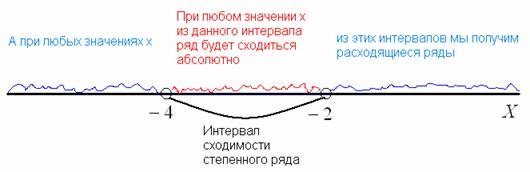 А при любых значениях x
При любом значении x
из данного интервала
ряд будет сходиться
абсолютно
из этих интервалов мы получим
расходящиеся ряды
− 4
− 2
X
Интервал
сходимости
степенного ряда